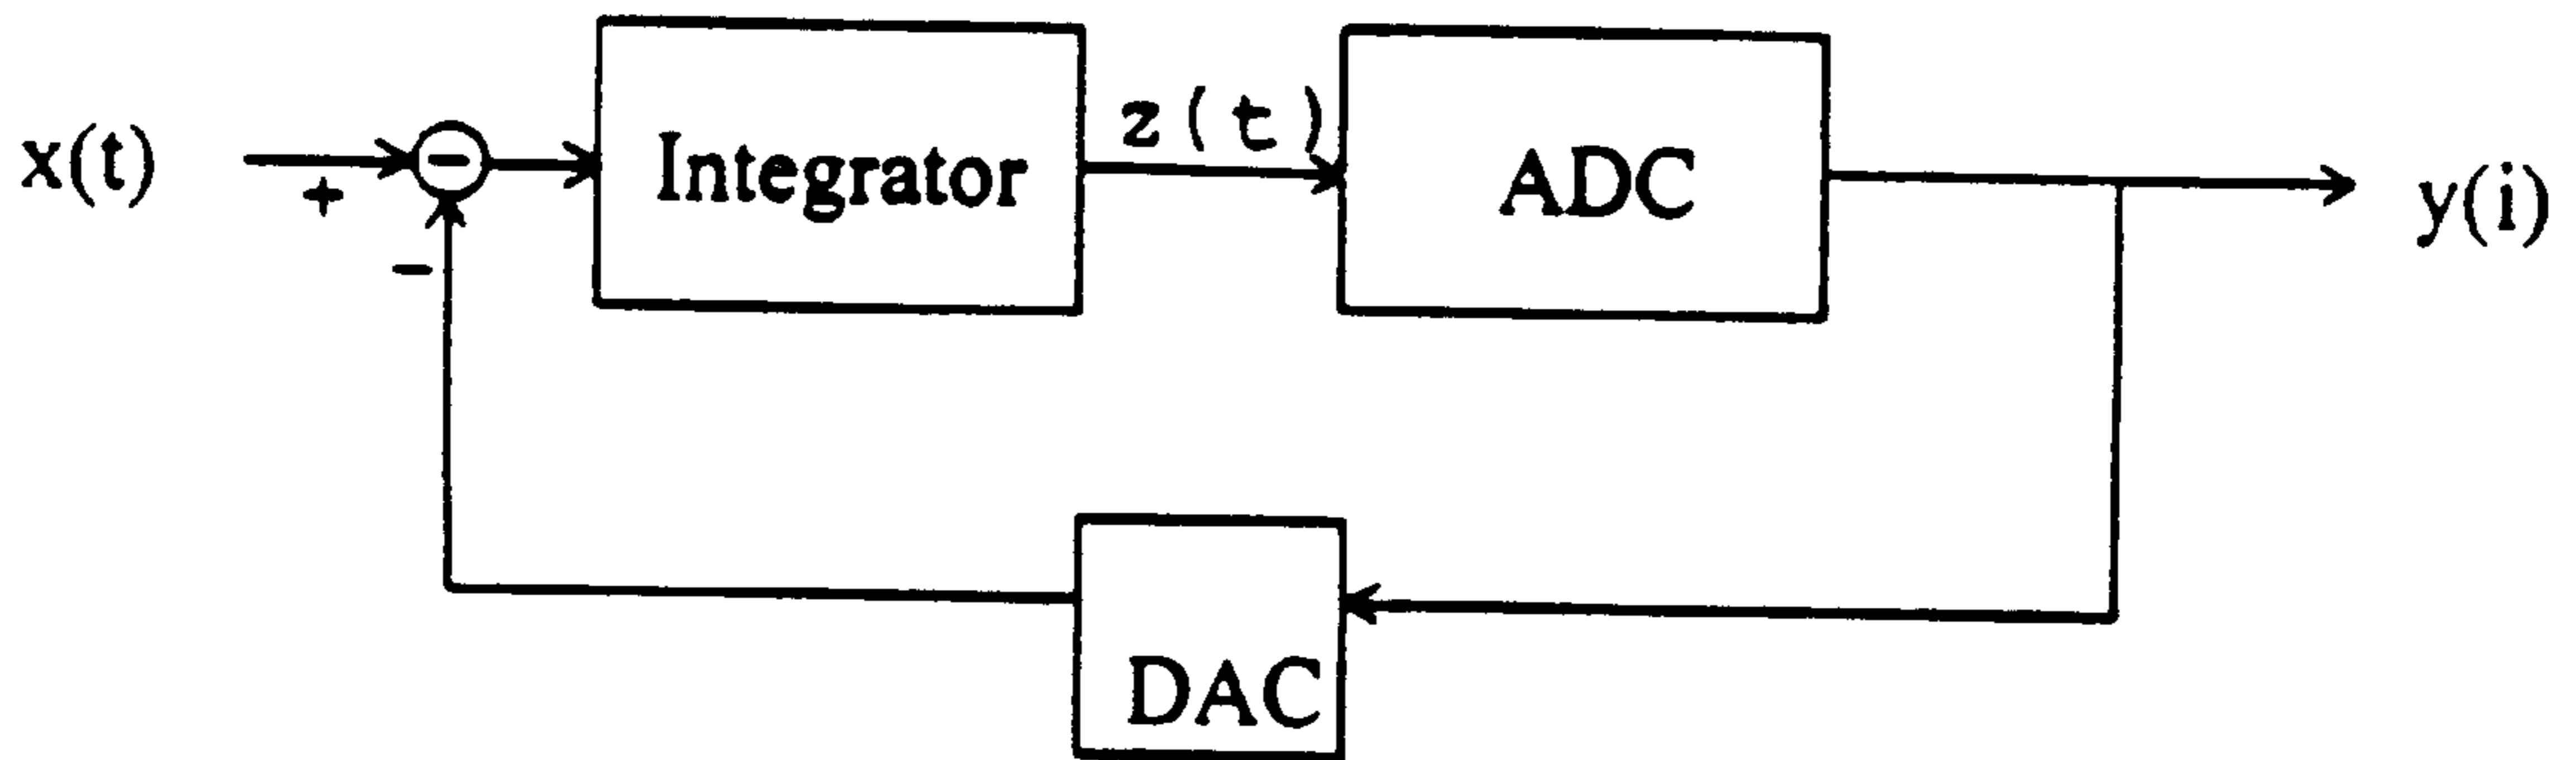 x(t)
+
-
-
Integrator
z(t)
ADC
y(i)
DAC